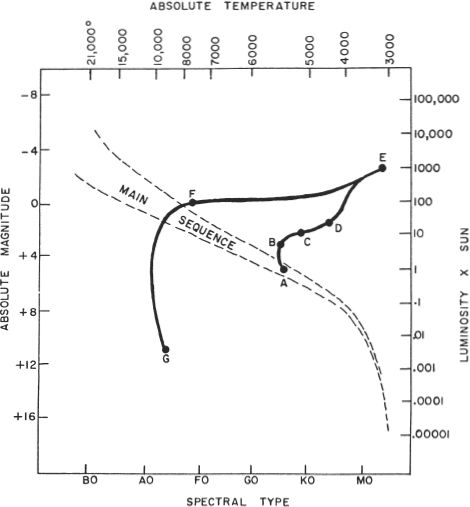 ABSOLUTE TEMPERATURE
21,000° 15,000 10,000 8000 7000 6000 5000 4000 3000
ABSOLUTE MAGNITUDE
-8
-4
0
+4
+8
+12
+16
100,000
10,000
1000
100
10
1
.1
.01
.001
.0001
.00001
LUMINOSITY X SUN
MAIN
SEQUENCE
E
F
D
C
B
A
G
BO AO FO GO KO MO
SPECTRAL TYPE